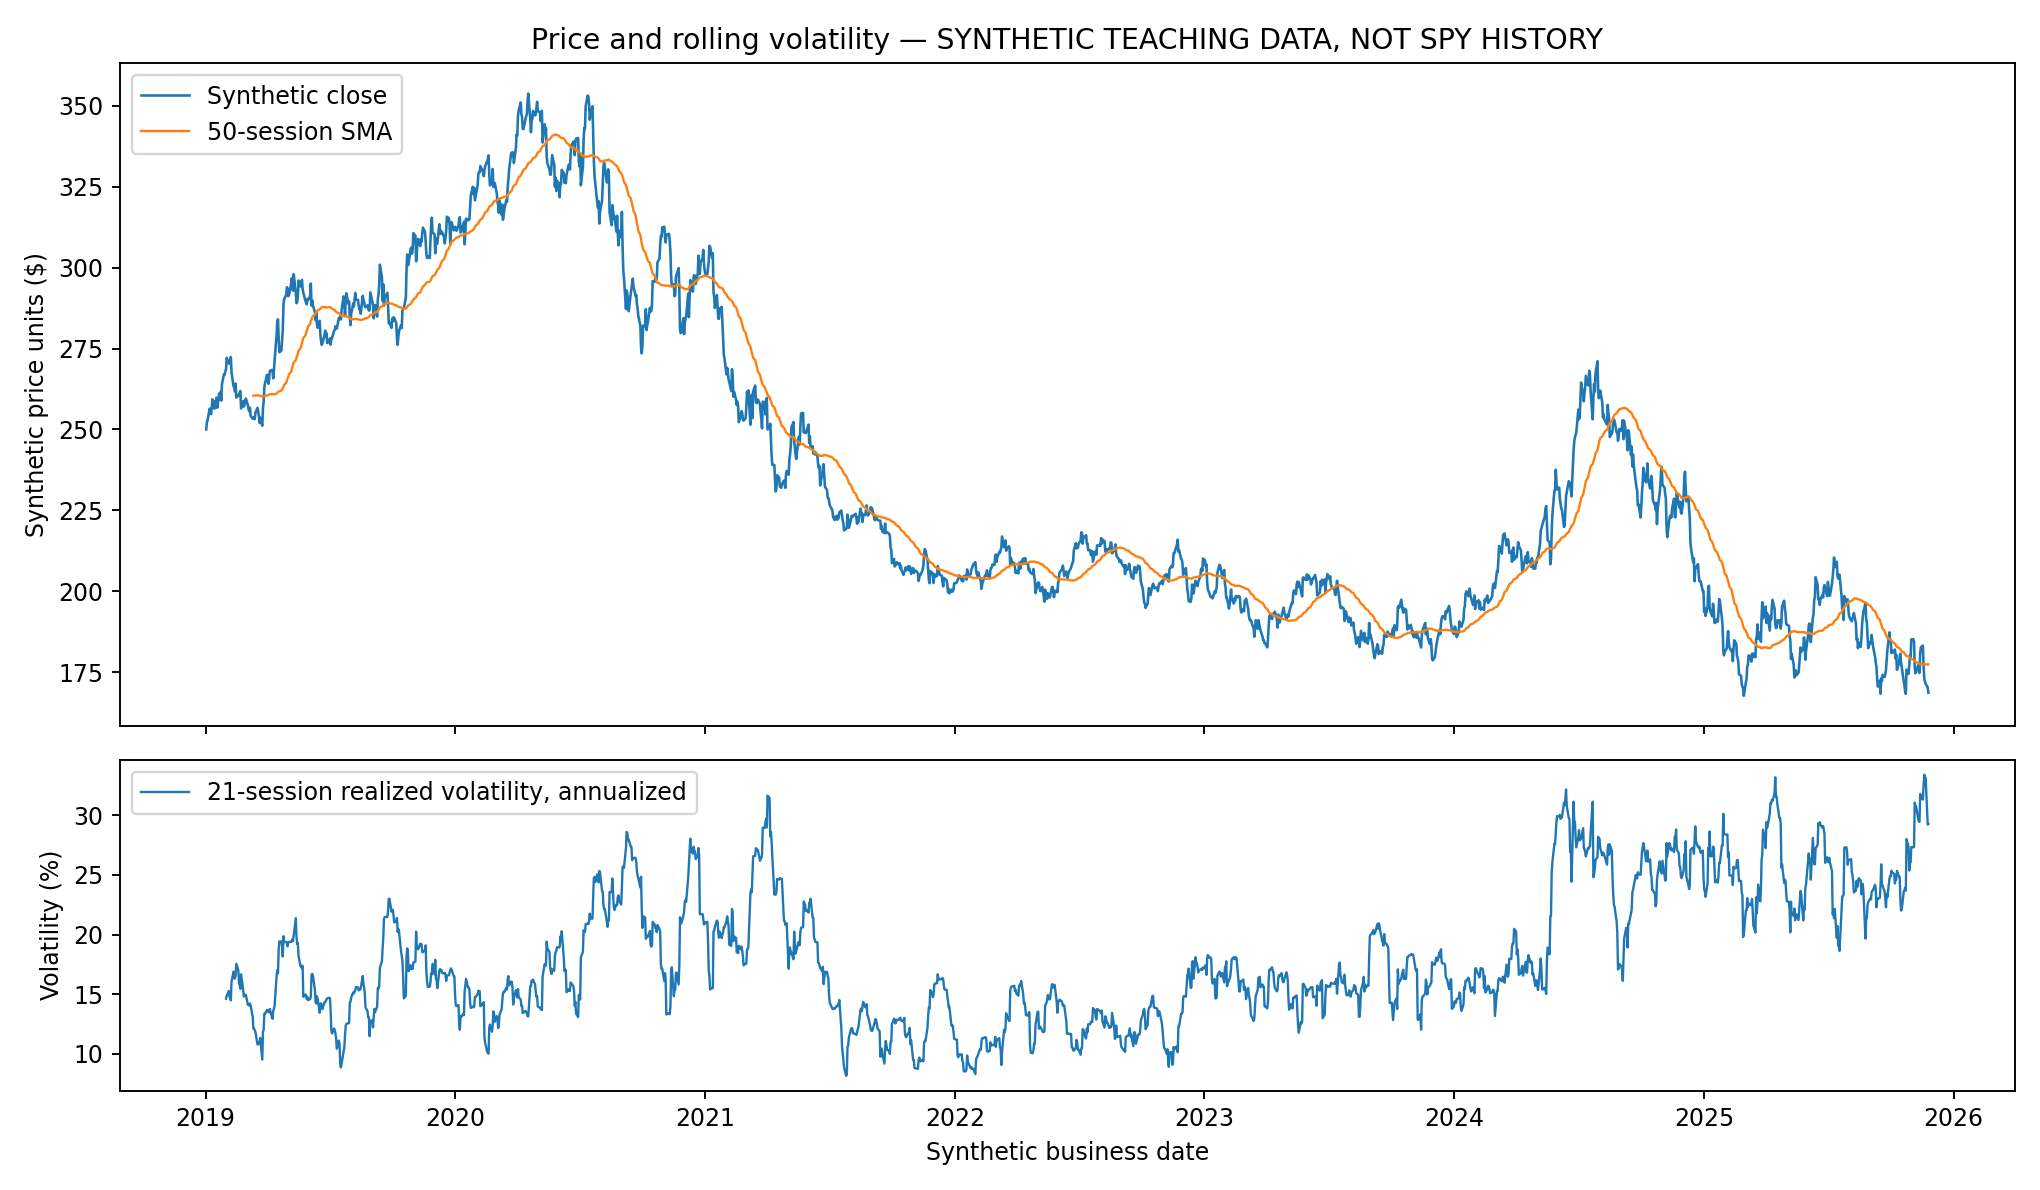 Price and rolling volatility — SYNTHETIC TEACHING DATA, NOT SPY HISTORY
Synthetic close
50-session SMA
Synthetic price units ($)
350
325
300
275
250
225
200
175
21-session realized volatility, annualized
Volatility (%)
30
25
20
15
10
2019 2020 2021 2022 2023 2024 2025 2026
Synthetic business date